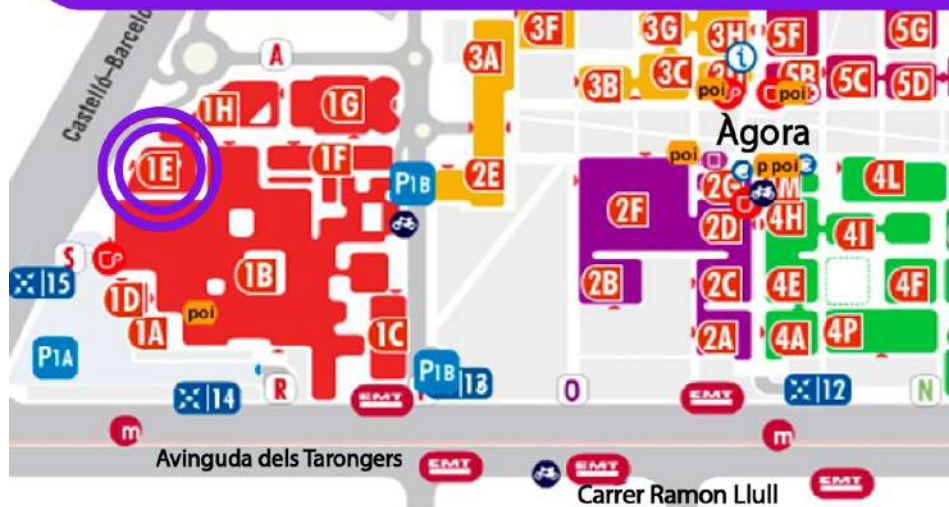 3F
3G
3H
5F
5G
A
3A
i
3B
3C
5B
5C
5D
poi
poi
Castelló-Barcelo
1H
1G
Àgora
1E
1F
P1B
2E
poi
p poi
4L
2F
2G
M
2D
4H
4I
S
1B
15
1D
poi
2B
2C
4E
4F
1A
1C
2A
4A
4P
P1A
P1B
13
14
R
EMT
O
EMT
12
N
m
m
Avinguda dels Tarongers
EMT
EMT
EMT
Carrer Ramon Llull